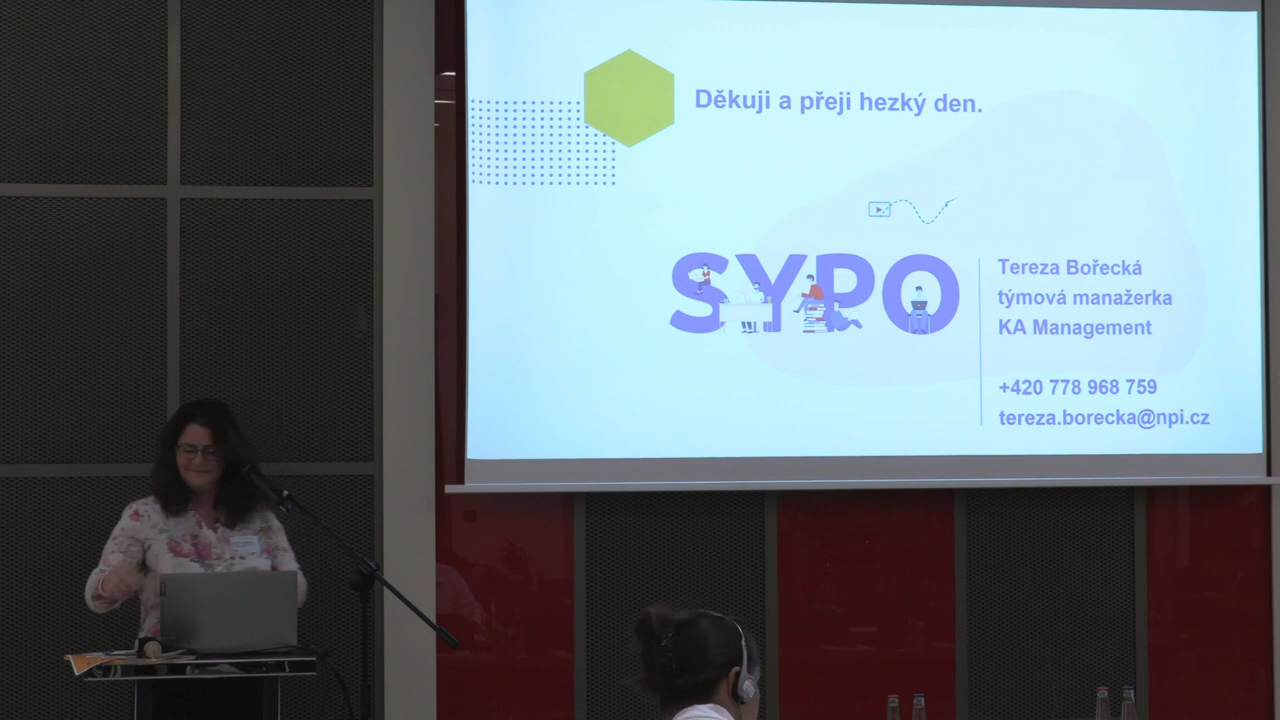 Děkuji a přeji hezký den.
SYPO
Tereza Bořecká
týmová manažerka
KA Management
+420 778 968 759
tereza.borecka@npi.cz